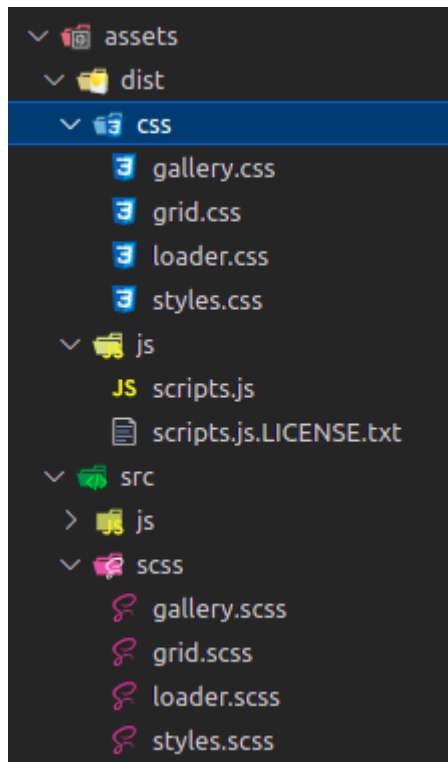 assets
dist
css
gallery.css
grid.css
loader.css
styles.css
js
JS scripts.js
scripts.js.LICENSE.txt
src
js
scss
gallery.scss
grid.scss
loader.scss
styles.scss